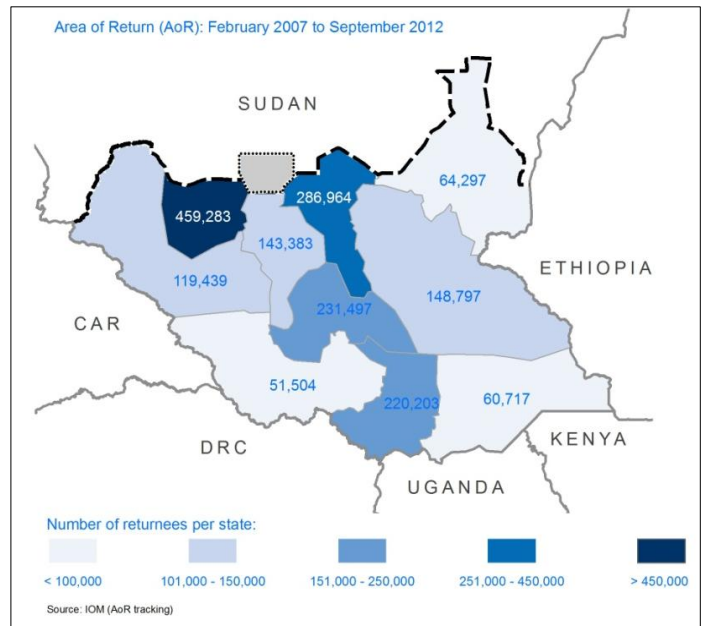 Area of Return (AoR): February 2007 to September 2012
SUDAN
64,297
459,283
286,964
143,383
119,439
148,797
ETHIOPIA
231,497
CAR
51,504
220,203
60,717
DRC
KENYA
UGANDA
Number of returnees per state:
< 100,000 101,000 - 150,000 151,000 - 250,000 251,000 - 450,000 > 450,000
Source: IOM (AoR tracking)